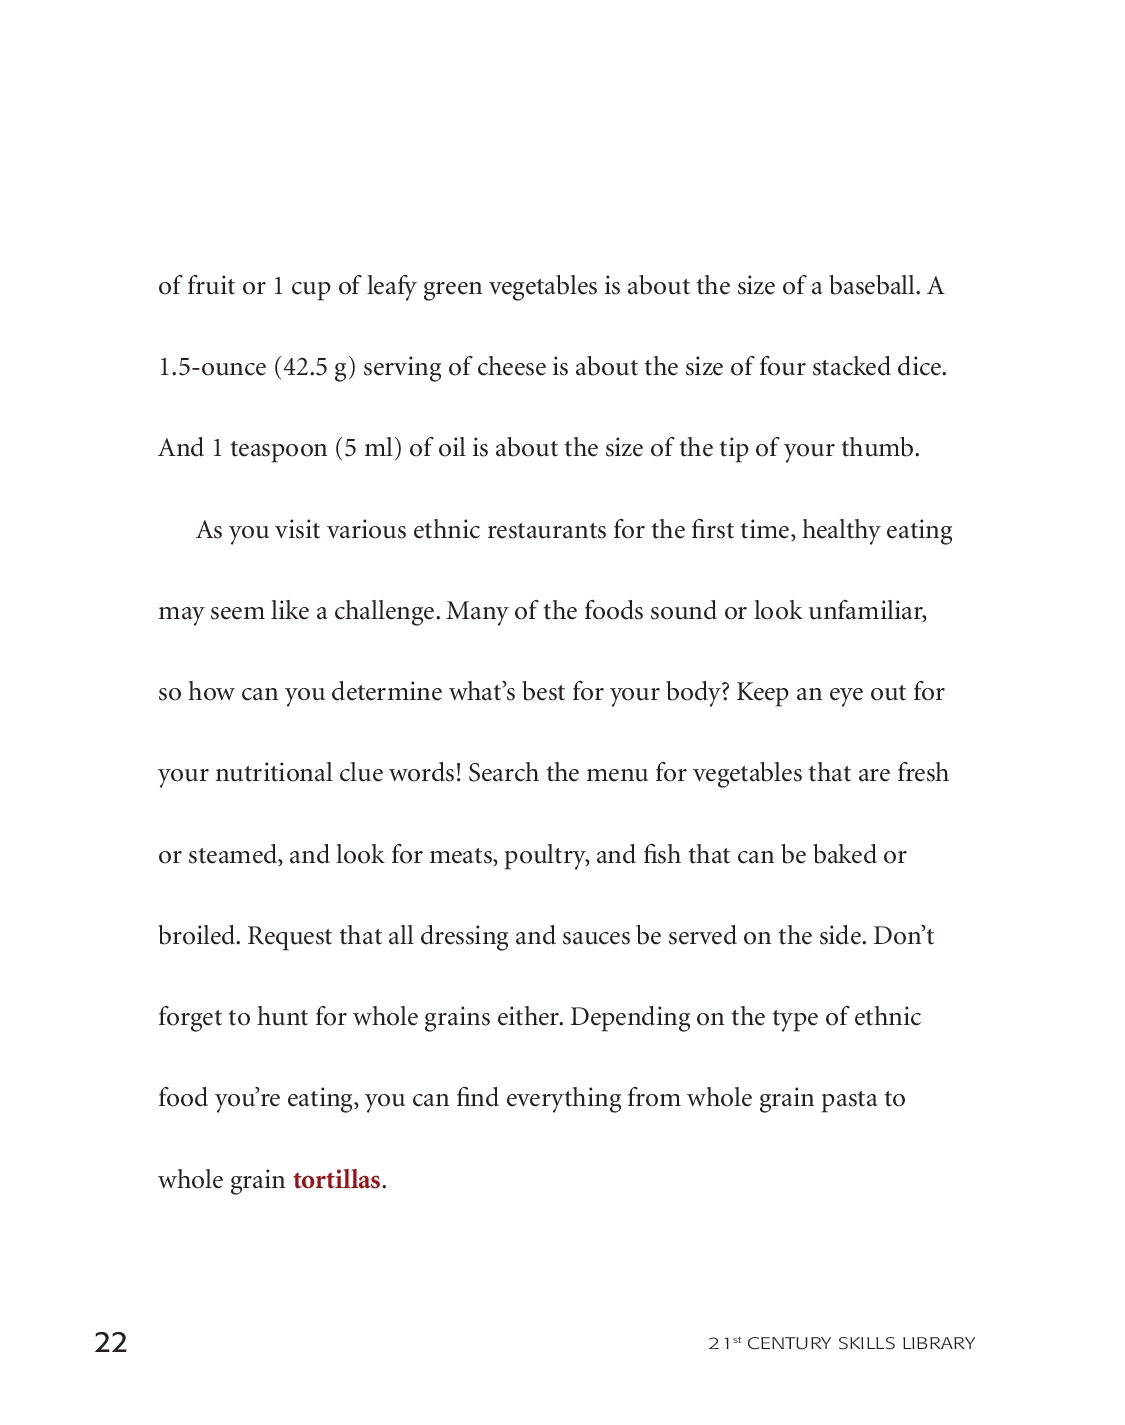 of fruit or 1 cup of leafy green vegetables is about the size of a baseball. A
1.5-ounce (42.5 g) serving of cheese is about the size of four stacked dice.
And 1 teaspoon (5 ml) of oil is about the size of the tip of your thumb.
As you visit various ethnic restaurants for the first time, healthy eating
may seem like a challenge. Many of the foods sound or look unfamiliar,
so how can you determine what’s best for your body? Keep an eye out for
your nutritional clue words! Search the menu for vegetables that are fresh
or steamed, and look for meats, poultry, and fish that can be baked or
broiled. Request that all dressing and sauces be served on the side. Don’t
forget to hunt for whole grains either. Depending on the type of ethnic
food you’re eating, you can find everything from whole grain pasta to
whole grain tortillas.
22
21st CENTURY SKILLS LIBRARY